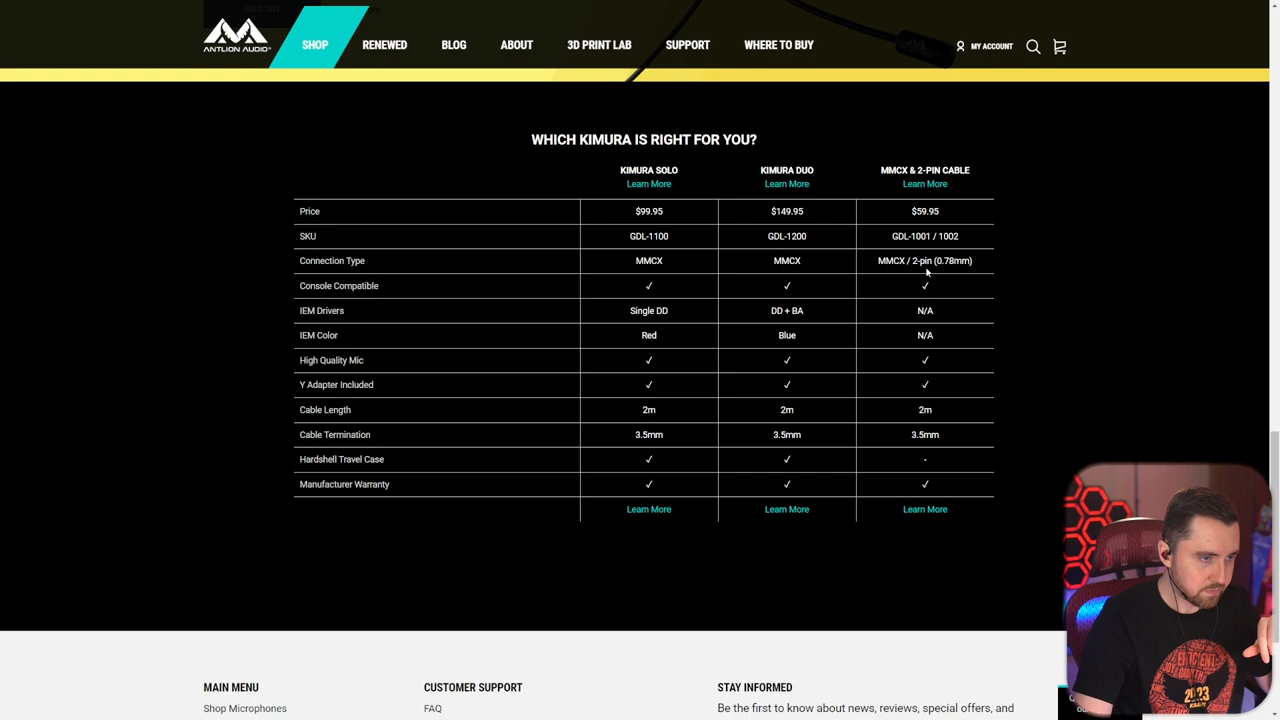 ANTLION AUDIO
SHOP
RENEWED
BLOG
ABOUT
3D PRINT LAB
SUPPORT
WHERE TO BUY
MY ACCOUNT
WHICH KIMURA IS RIGHT FOR YOU?
KIMURA SOLO KIMURA DUO MMCX & 2-PIN CABLE
Learn More Learn More Learn More
Price $99.95 $149.95 $59.95
SKU GDL-1100 GDL-1200 GDL-1001 / 1002
Connection Type MMCX MMCX MMCX / 2-pin (0.78mm)
Console Compatible ✓ ✓ ✓
IEM Drivers Single DD DD + BA N/A
IEM Color Red Blue N/A
High Quality Mic ✓ ✓ ✓
Y Adapter Included ✓ ✓ ✓
Cable Length 2m 2m 2m
Cable Termination 3.5mm 3.5mm 3.5mm
Hardshell Travel Case ✓ ✓ -
Manufacturer Warranty ✓ ✓ ✓
Learn More Learn More Learn More
MAIN MENU
Shop Microphones
CUSTOMER SUPPORT
FAQ
STAY INFORMED
Be the first to know about news, reviews, special offers, and
2023